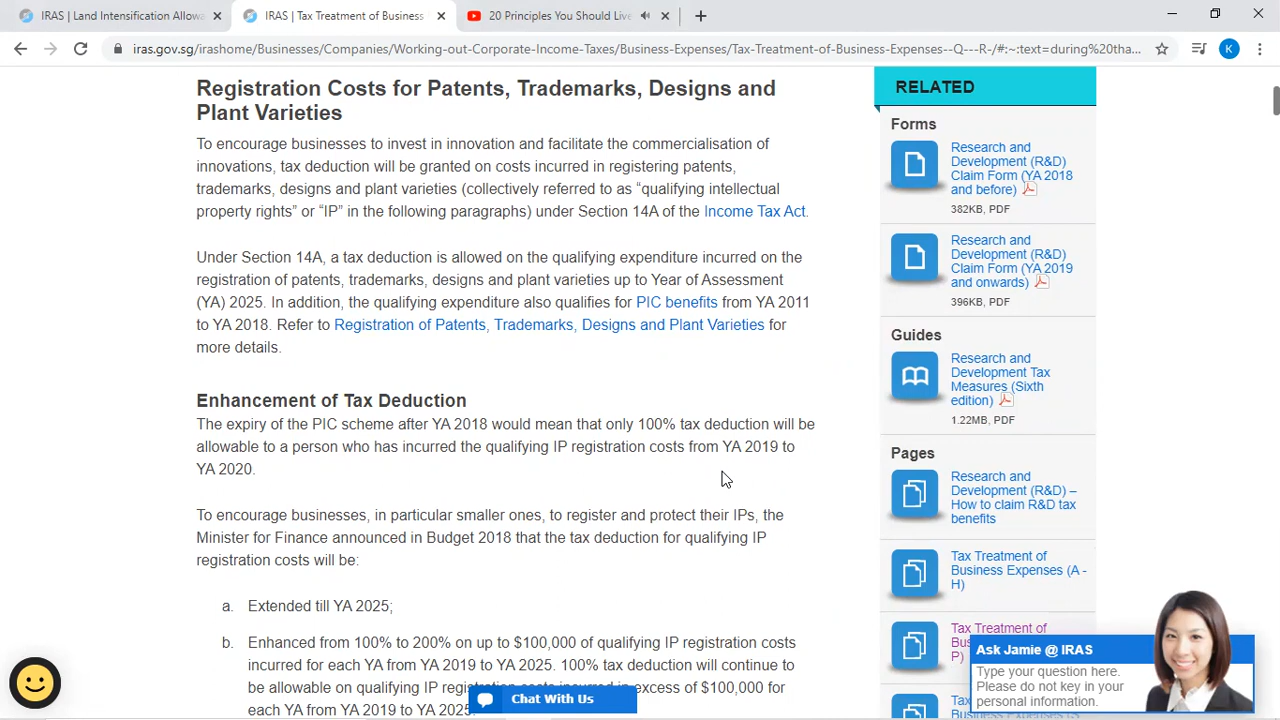 IRAS | Land Intensification Allowa
IRAS | Tax Treatment of Business
20 Principles You Should Live
iras.gov.sg/irashome/Businesses/Companies/Working-out-Corporate-Income-Taxes/Business-Expenses/Tax-Treatment-of-Business-Expenses--Q---R-/#:~:text=during%20tha...
K
Registration Costs for Patents, Trademarks, Designs and
Plant Varieties
To encourage businesses to invest in innovation and facilitate the commercialisation of
innovations, tax deduction will be granted on costs incurred in registering patents,
trademarks, designs and plant varieties (collectively referred to as “qualifying intellectual
property rights” or “IP” in the following paragraphs) under Section 14A of the Income Tax Act.
Under Section 14A, a tax deduction is allowed on the qualifying expenditure incurred on the
registration of patents, trademarks, designs and plant varieties up to Year of Assessment
(YA) 2025. In addition, the qualifying expenditure also qualifies for PIC benefits from YA 2011
to YA 2018. Refer to Registration of Patents, Trademarks, Designs and Plant Varieties for
more details.
Enhancement of Tax Deduction
The expiry of the PIC scheme after YA 2018 would mean that only 100% tax deduction will be
allowable to a person who has incurred the qualifying IP registration costs from YA 2019 to
YA 2020.
To encourage businesses, in particular smaller ones, to register and protect their IPs, the
Minister for Finance announced in Budget 2018 that the tax deduction for qualifying IP
registration costs will be:
a. Extended till YA 2025;
b. Enhanced from 100% to 200% on up to $100,000 of qualifying IP registration costs
incurred for each YA from YA 2019 to YA 2025. 100% tax deduction will continue to
be allowable on qualifying IP registration costs incurred in excess of $100,000 for
each YA from YA 2019 to YA 2025.
RELATED
Forms
Research and
Development (R&D)
Claim Form (YA 2018
and before)
382KB, PDF
Research and
Development (R&D)
Claim Form (YA 2019
and onwards)
396KB, PDF
Guides
Research and
Development Tax
Measures (Sixth
edition)
1.22MB, PDF
Pages
Research and
Development (R&D) –
How to claim R&D tax
benefits
Tax Treatment of
Business Expenses (A -
H)
Tax Treatment of
Bus
P)
Tax
Business Expenses (S
Ask Jamie @ IRAS
Type your question here.
Please do not key in your
personal information.
Chat With Us